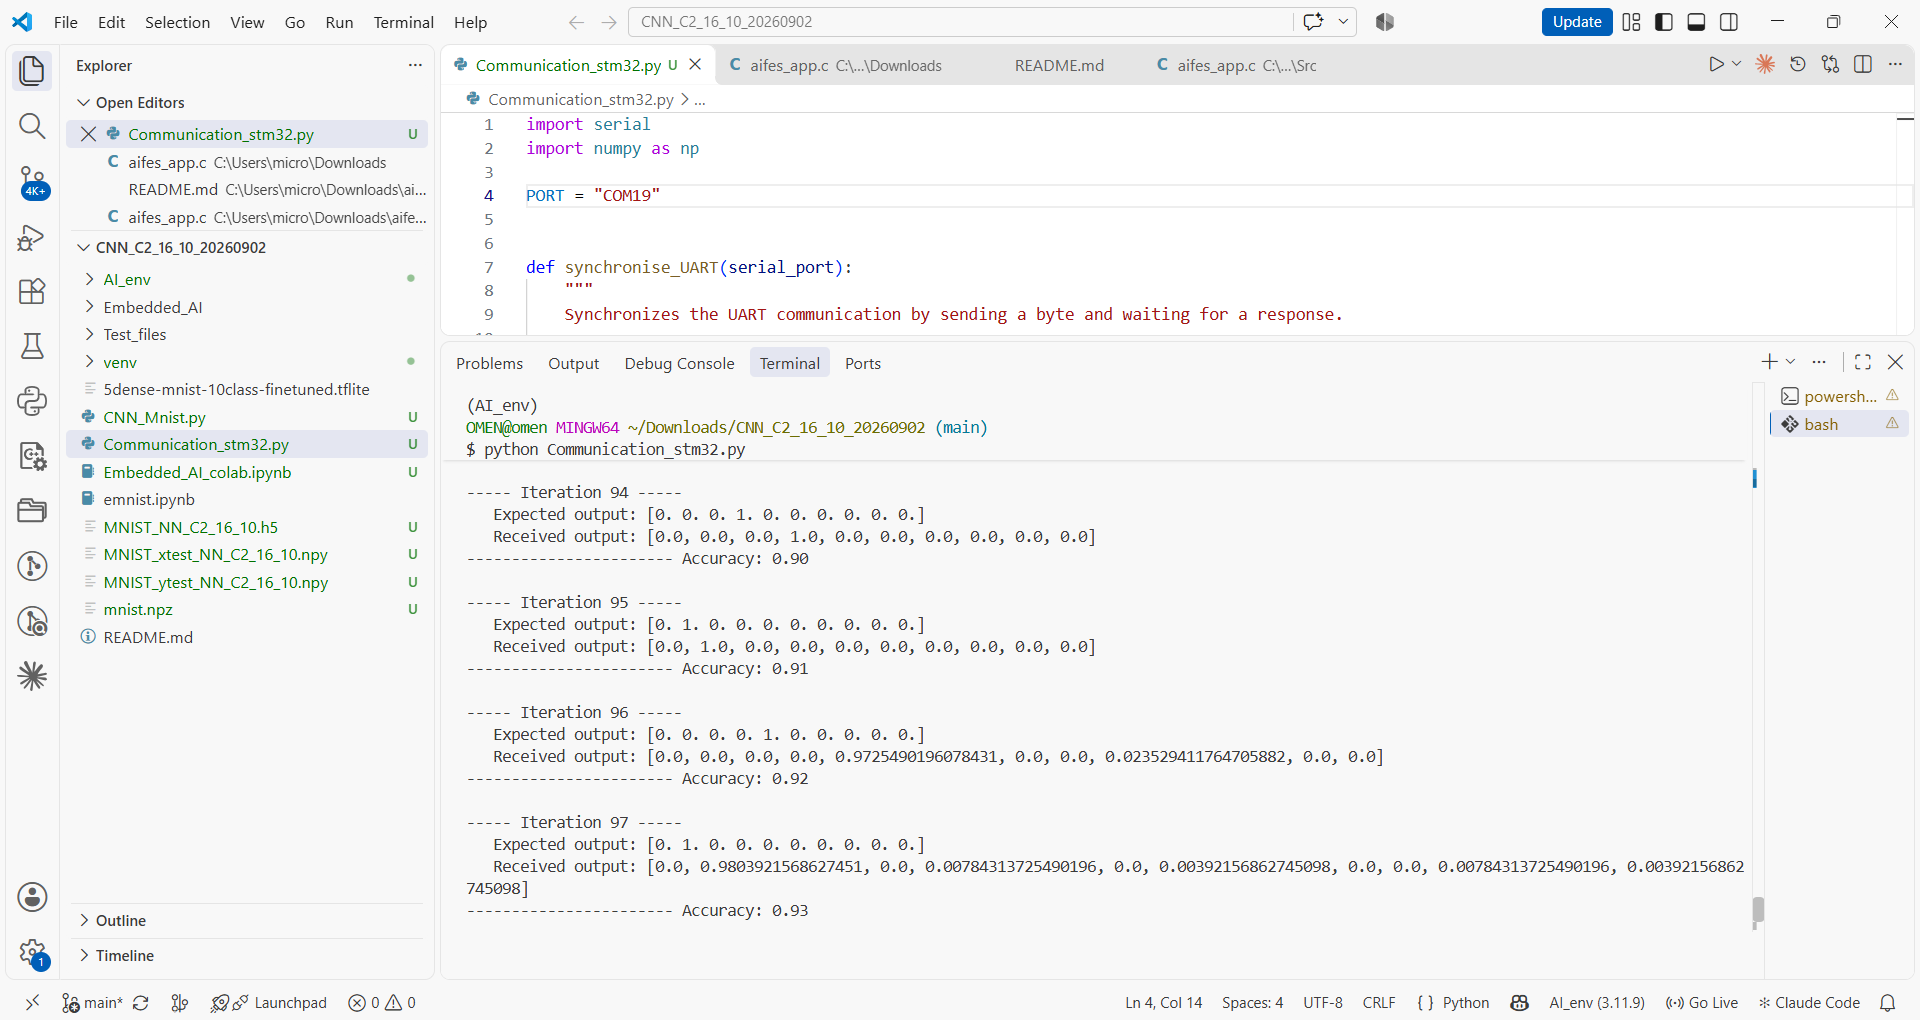 File Edit Selection View Go Run Terminal Help
CNN_C2_16_10_20260902
Update
Explorer
Open Editors
Communication_stm32.py U
aifes_app.c C:\Users\micro\Downloads
README.md C:\Users\micro\Downloads\ai...
aifes_app.c C:\Users\micro\Downloads\aife...
CNN_C2_16_10_20260902
AI_env
Embedded_AI
Test_files
venv
5dense-mnist-10class-finetuned.tflite
CNN_Mnist.py U
Communication_stm32.py U
Embedded_AI_colab.ipynb U
emnist.ipynb
MNIST_NN_C2_16_10.h5 U
MNIST_xtest_NN_C2_16_10.npy U
MNIST_ytest_NN_C2_16_10.npy U
mnist.npz U
README.md
Outline
Timeline
4K+
1
Communication_stm32.py U
aifes_app.c C:\...\Downloads
README.md
aifes_app.c C:\...\Src
Communication_stm32.py > ...
1 import serial
2 import numpy as np
3
4 PORT = "COM19"
5
6
7 def synchronise_UART(serial_port):
8 """
9 Synchronizes the UART communication by sending a byte and waiting for a response.
Problems Output Debug Console Terminal Ports
powersh...
bash
(AI_env)
OMEN@omen MINGW64 ~/Downloads/CNN_C2_16_10_20260902 (main)
$ python Communication_stm32.py
----- Iteration 94 -----
Expected output: [0. 0. 0. 1. 0. 0. 0. 0. 0. 0.]
Received output: [0.0, 0.0, 0.0, 1.0, 0.0, 0.0, 0.0, 0.0, 0.0, 0.0]
----------------------- Accuracy: 0.90
----- Iteration 95 -----
Expected output: [0. 1. 0. 0. 0. 0. 0. 0. 0. 0.]
Received output: [0.0, 1.0, 0.0, 0.0, 0.0, 0.0, 0.0, 0.0, 0.0, 0.0]
----------------------- Accuracy: 0.91
----- Iteration 96 -----
Expected output: [0. 0. 0. 0. 1. 0. 0. 0. 0. 0.]
Received output: [0.0, 0.0, 0.0, 0.0, 0.9725490196078431, 0.0, 0.0, 0.023529411764705882, 0.0, 0.0]
----------------------- Accuracy: 0.92
----- Iteration 97 -----
Expected output: [0. 1. 0. 0. 0. 0. 0. 0. 0. 0.]
Received output: [0.0, 0.9803921568627451, 0.0, 0.00784313725490196, 0.0, 0.00392156862745098, 0.0, 0.0, 0.00784313725490196, 0.00392156862
745098]
----------------------- Accuracy: 0.93
main* Launchpad 0 0
Ln 4, Col 14 Spaces: 4 UTF-8 CRLF { } Python AI_env (3.11.9) Go Live Claude Code